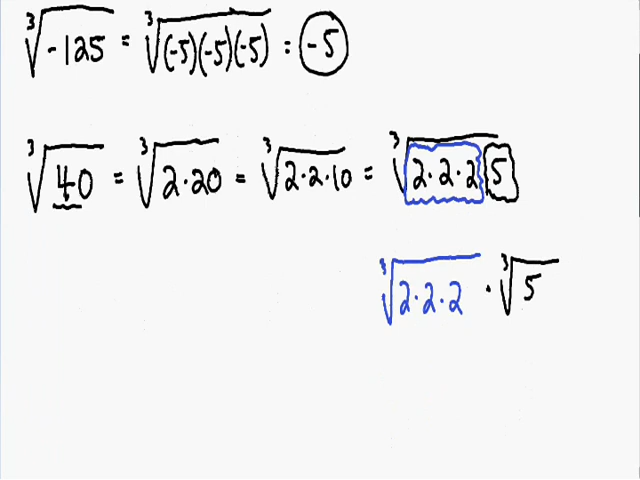 ∛-125 = ∛(-5)(-5)(-5) = -5
∛40 = ∛2·20 = ∛2·2·10 = ∛2·2·2 5
∛2·2·2 · ∛5